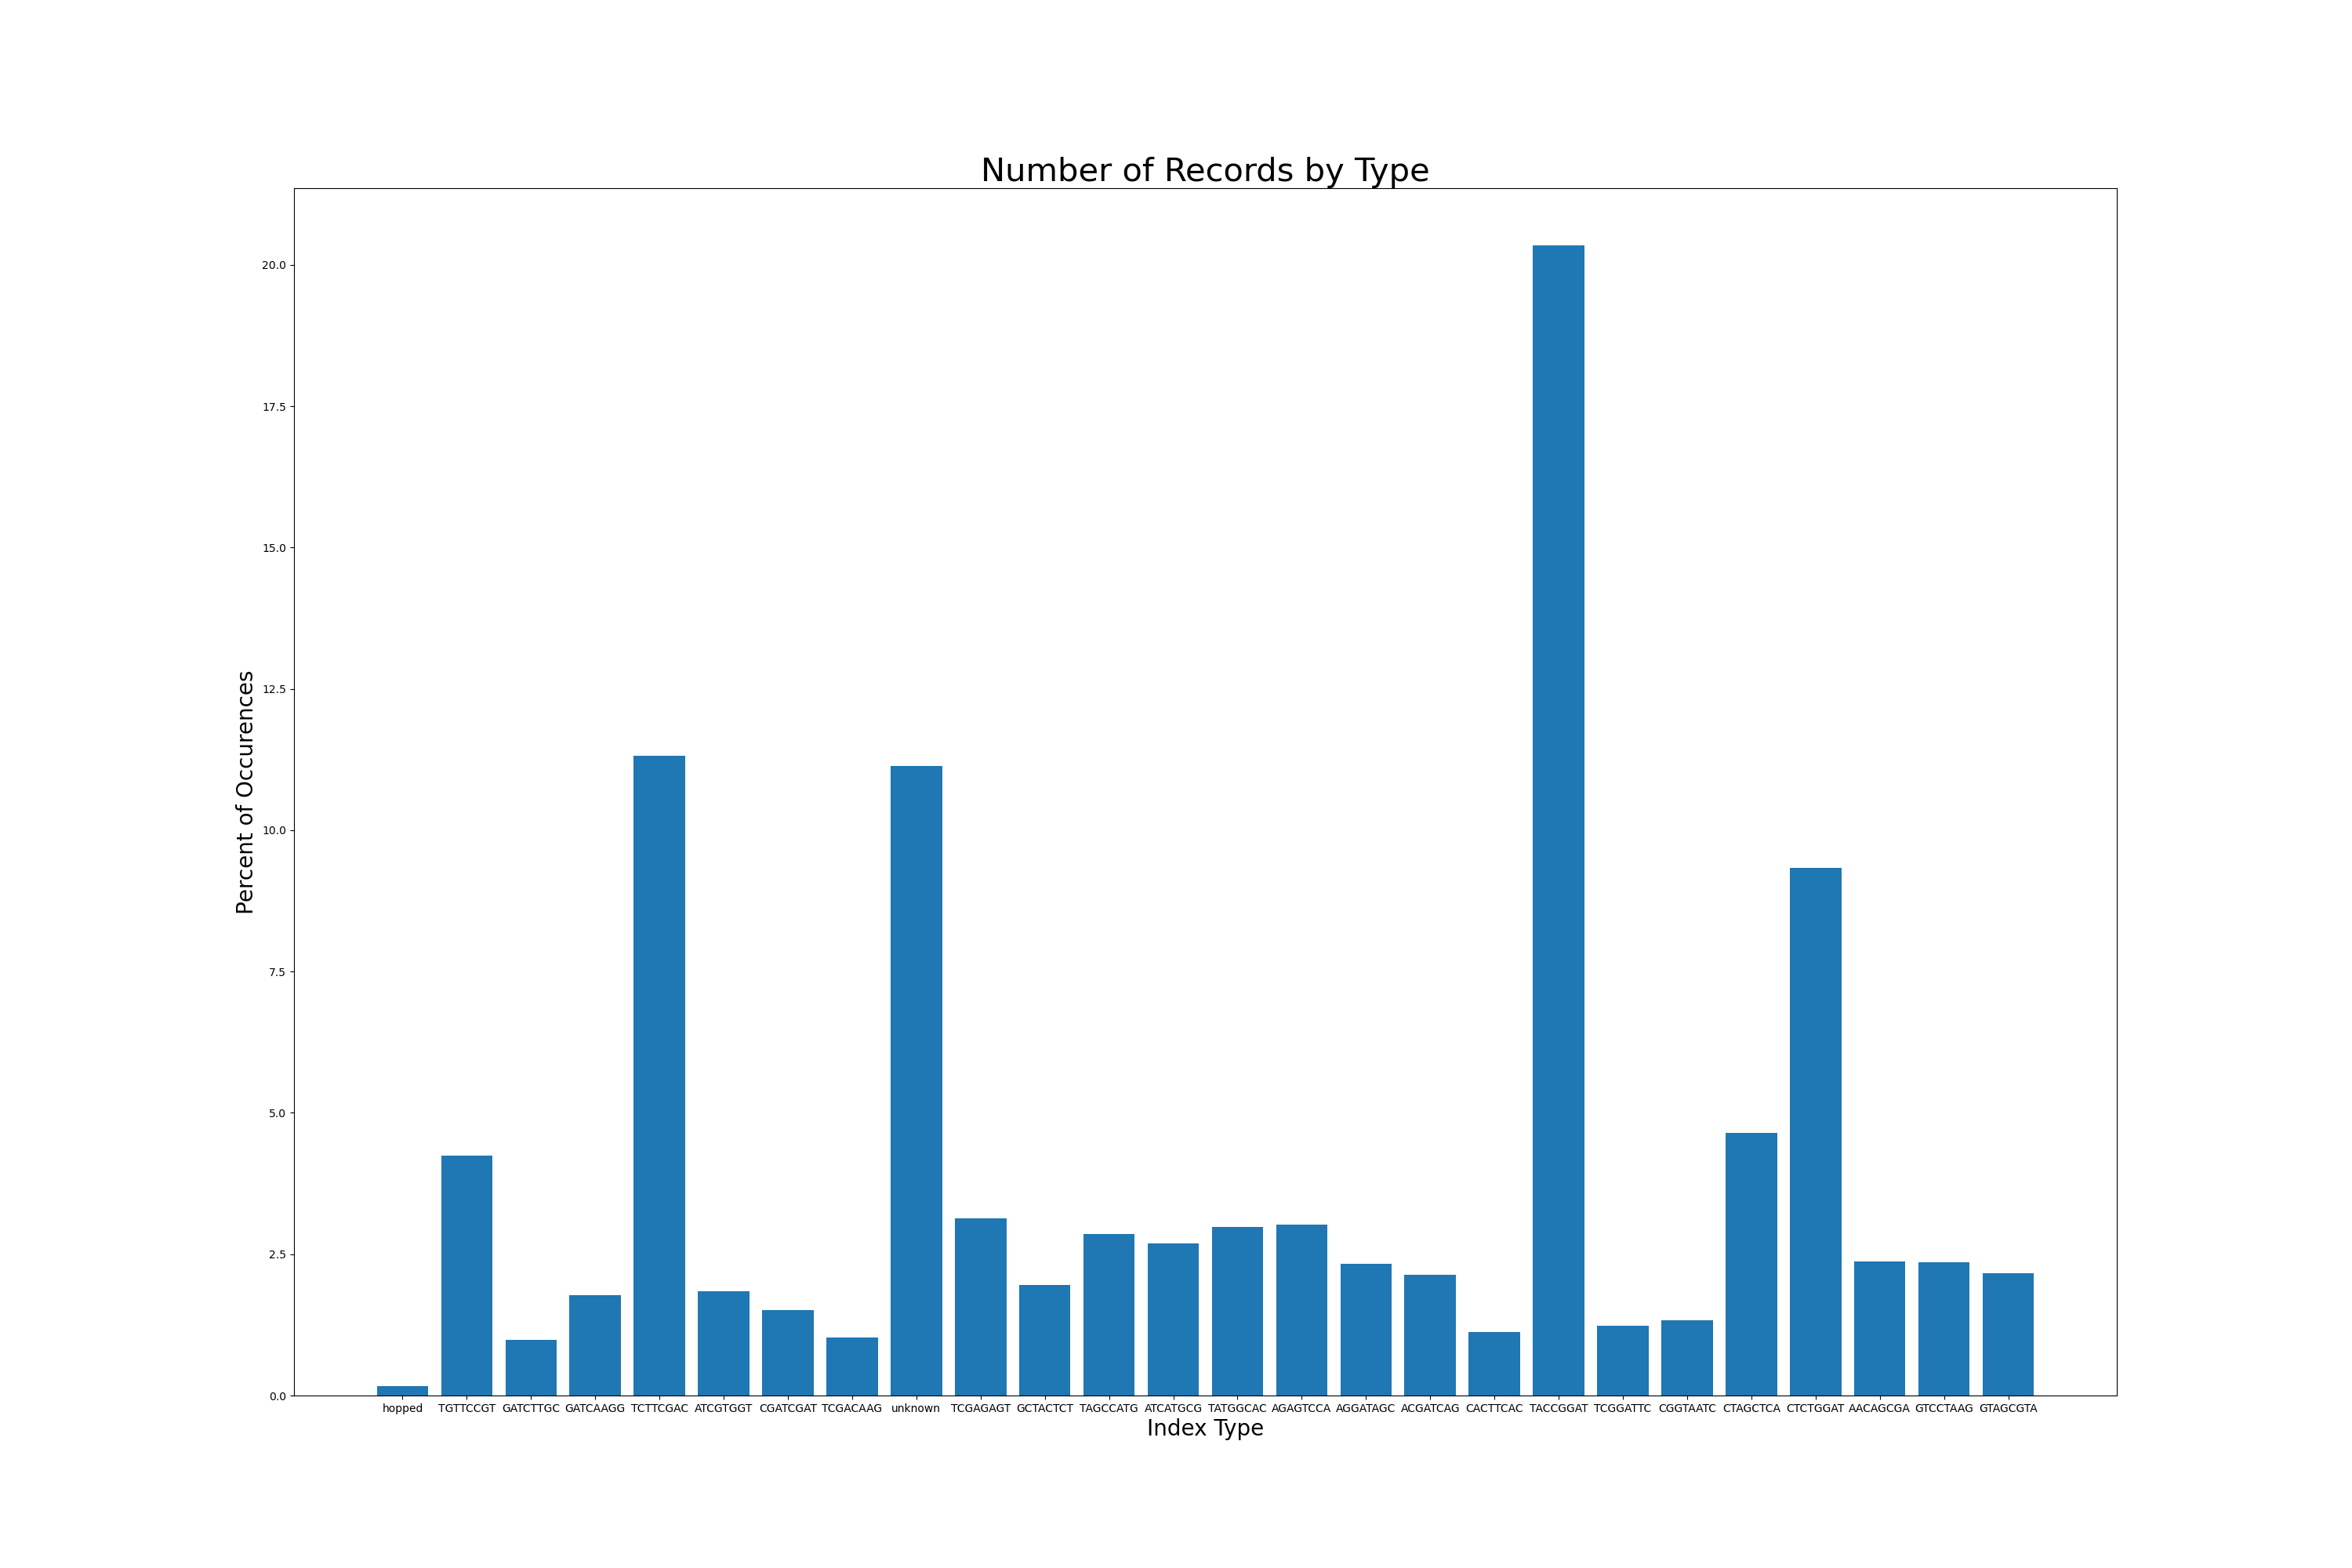 Number of Records by Type
Percent of Occurences
20.0
17.5
15.0
12.5
10.0
7.5
5.0
2.5
0.0
hopped TGTTCCGT GATCTTGC GATCAAGG TCTTCGAC ATCGTGGT CGATCGAT TCGACAAG unknown TCGAGAGT GCTACTCT TAGCCATG ATCATGCG TATGGCAC AGAGTCCA AGGATAGC ACGATCAG CACTTCAC TACCGGAT TCGGATTC CGGTAATC CTAGCTCA CTCTGGAT AACAGCGA GTCCTAAG GTAGCGTA
Index Type